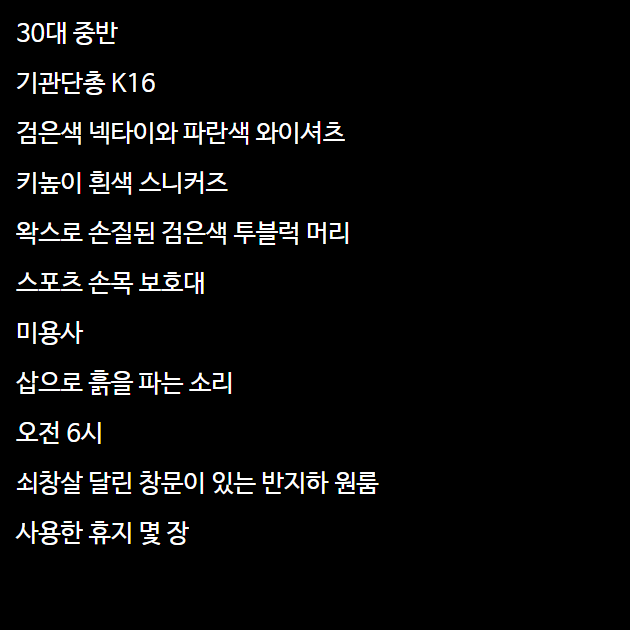 30대 중반
기관단총 K16
검은색 넥타이와 파란색 와이셔츠
키높이 흰색 스니커즈
왁스로 손질된 검은색 투블럭 머리
스포츠 손목 보호대
미용사
삽으로 흙을 파는 소리
오전 6시
쇠창살 달린 창문이 있는 반지하 원룸
사용한 휴지 몇 장